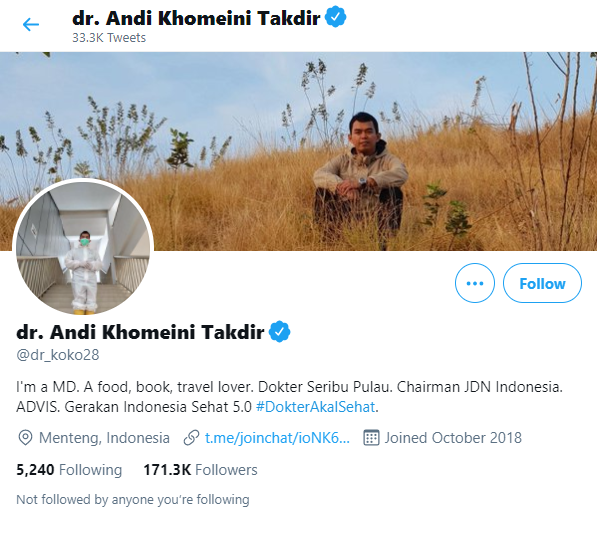 dr. Andi Khomeini Takdir
33.3K Tweets
Follow
dr. Andi Khomeini Takdir
@dr_koko28
I'm a MD. A food, book, travel lover. Dokter Seribu Pulau. Chairman JDN Indonesia.
ADVIS. Gerakan Indonesia Sehat 5.0 #DokterAkalSehat.
Menteng, Indonesia t.me/joinchat/ioNK6... Joined October 2018
5,240 Following 171.3K Followers
Not followed by anyone you're following